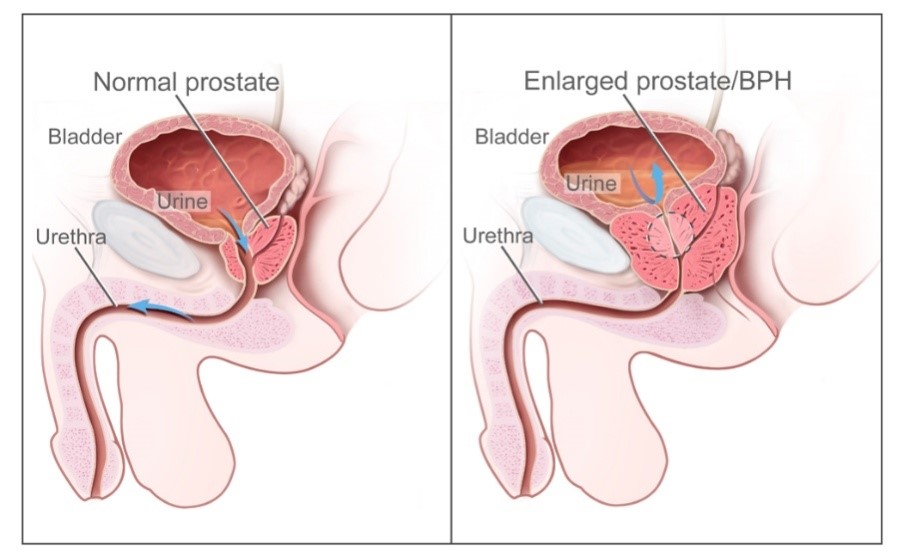 Normal prostate
Bladder
Urine
Urethra
Enlarged prostate/BPH
Bladder
Urine
Urethra